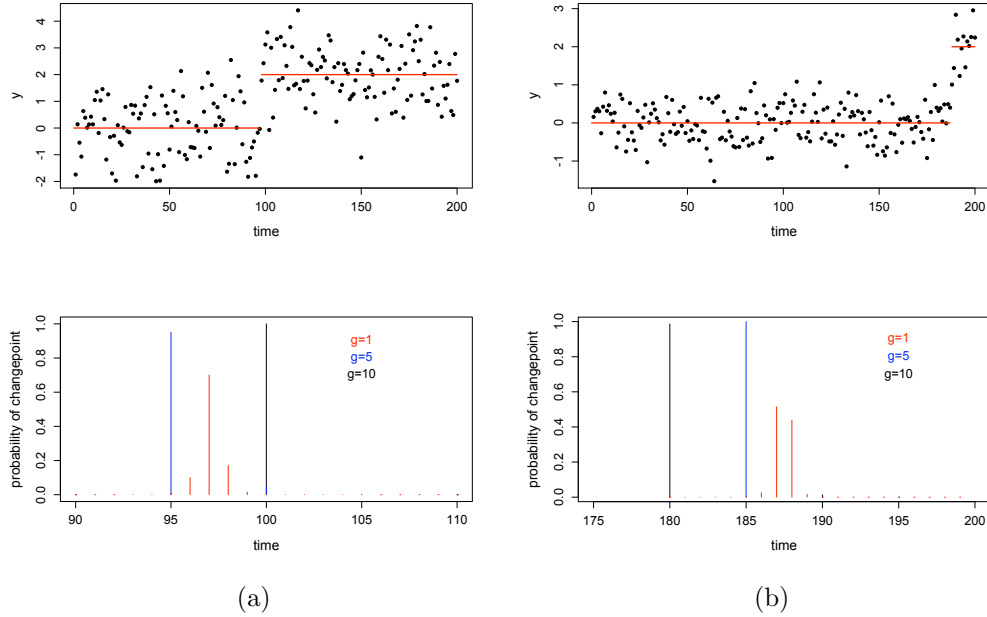 4
3
2
1
0
-1
-2
y
0
50
100
150
200
time
3
2
1
0
-1
y
0
50
100
150
200
time
1.0
0.8
0.6
0.4
0.2
0.0
probability of changepoint
g=1
g=5
g=10
90
95
100
105
110
time
1.0
0.8
0.6
0.4
0.2
0.0
probability of changepoint
g=1
g=5
g=10
175
180
185
190
195
200
time
(a)
(b)